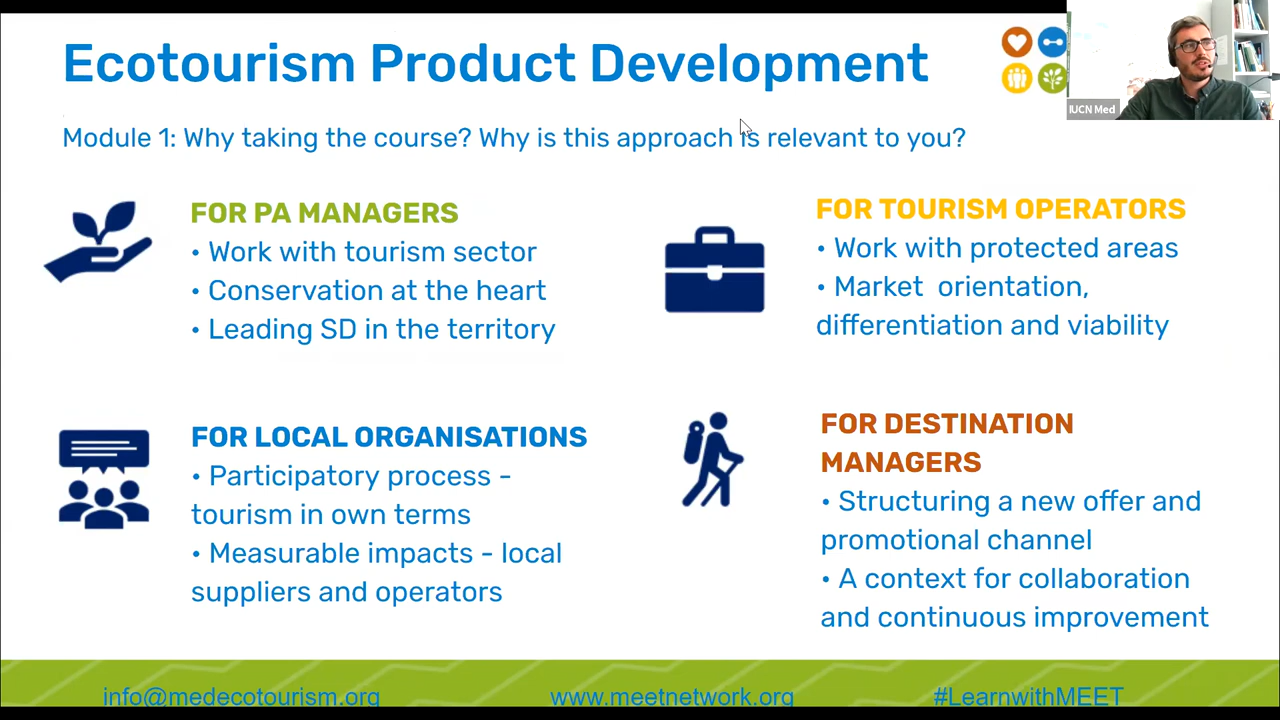 Ecotourism Product Development
IUCN Med
Module 1: Why taking the course? Why is this approach is relevant to you?
FOR PA MANAGERS
• Work with tourism sector
• Conservation at the heart
• Leading SD in the territory
FOR TOURISM OPERATORS
• Work with protected areas
• Market orientation,
differentiation and viability
FOR LOCAL ORGANISATIONS
• Participatory process -
tourism in own terms
• Measurable impacts - local
suppliers and operators
FOR DESTINATION
MANAGERS
• Structuring a new offer and
promotional channel
• A context for collaboration
and continuous improvement
info@medecotourism.org
www.meetnetwork.org
#LearnwithMEET